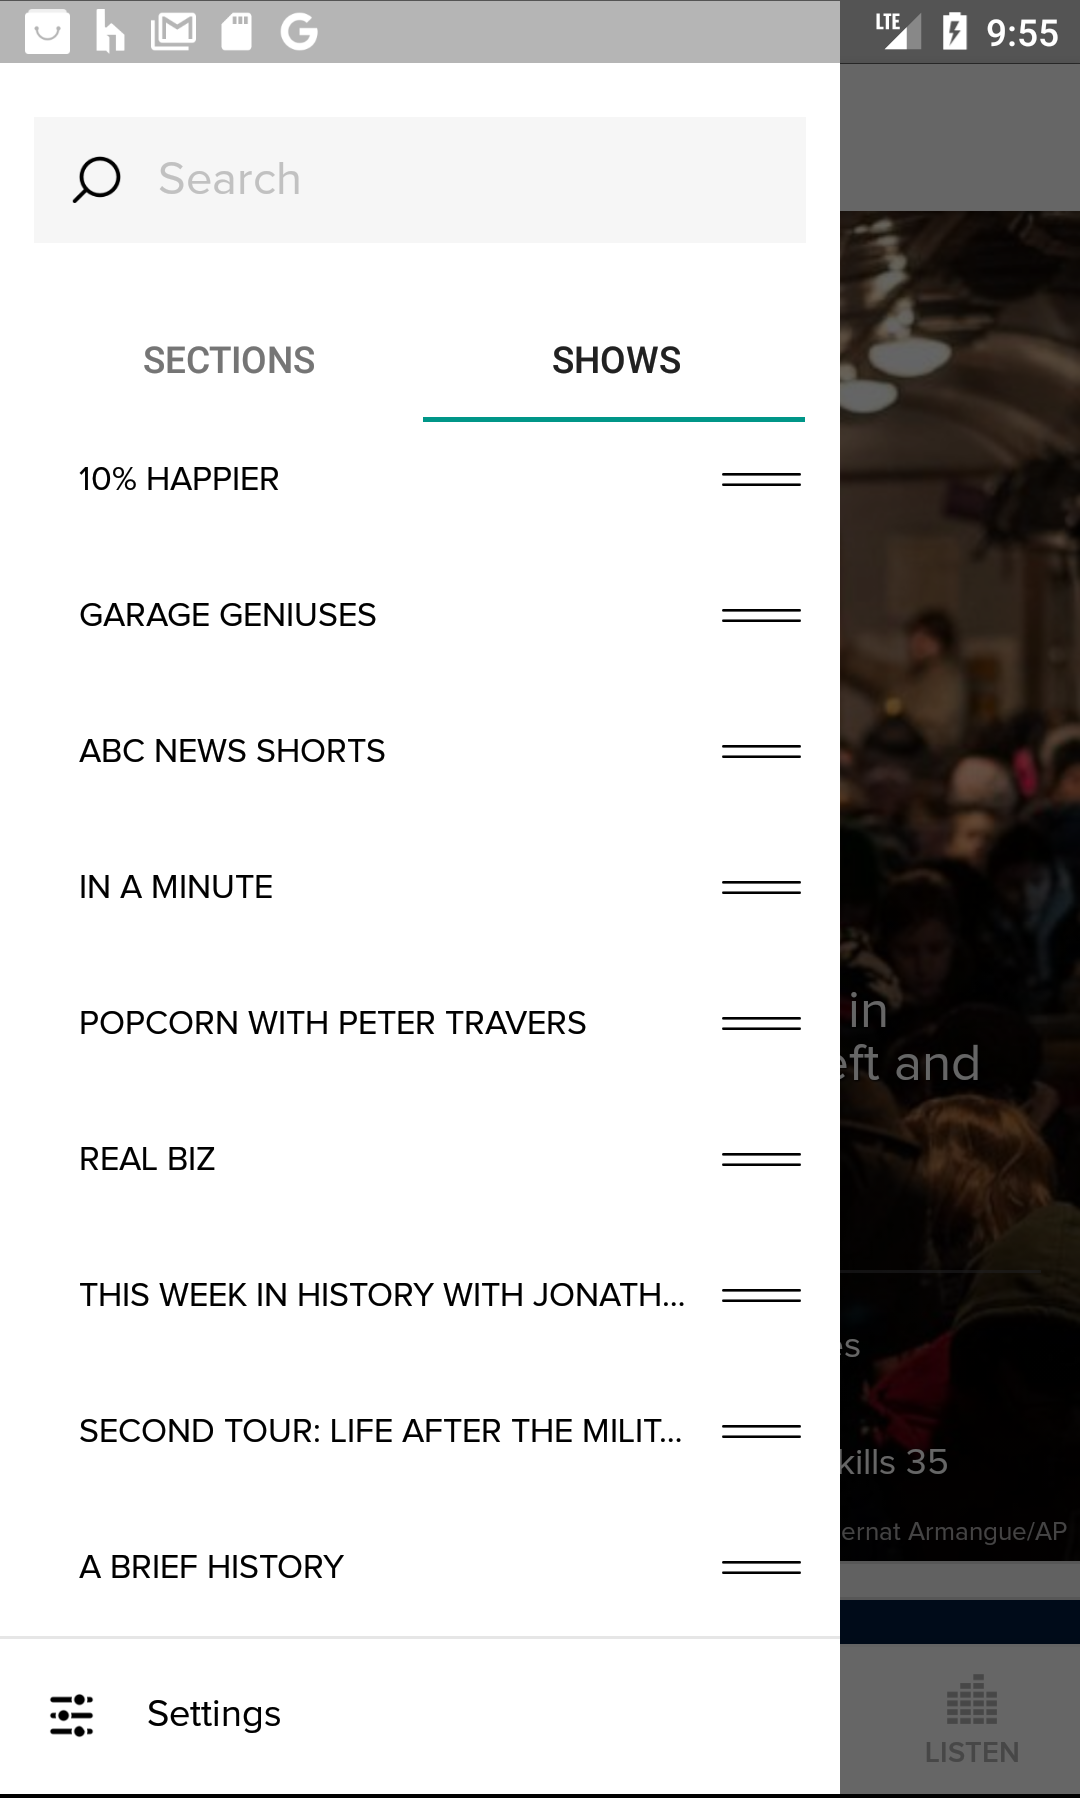 LTE 9:55
Search
SECTIONS SHOWS
10% HAPPIER
GARAGE GENIUSES
ABC NEWS SHORTS
IN A MINUTE
POPCORN WITH PETER TRAVERS
REAL BIZ
THIS WEEK IN HISTORY WITH JONATH...
SECOND TOUR: LIFE AFTER THE MILIT...
A BRIEF HISTORY
Settings
in
eft and
es
kills 35
ernat Armangue/AP
LISTEN